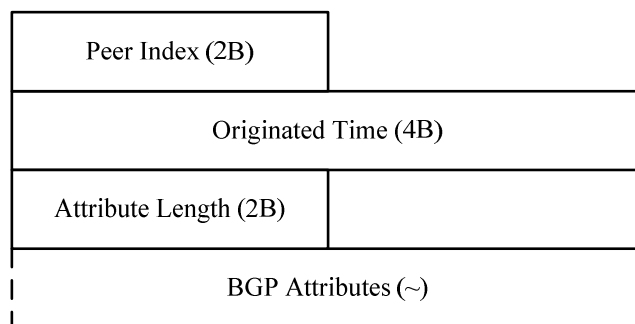 Peer Index (2B)
Originated Time (4B)
Attribute Length (2B)
BGP Attributes (~)